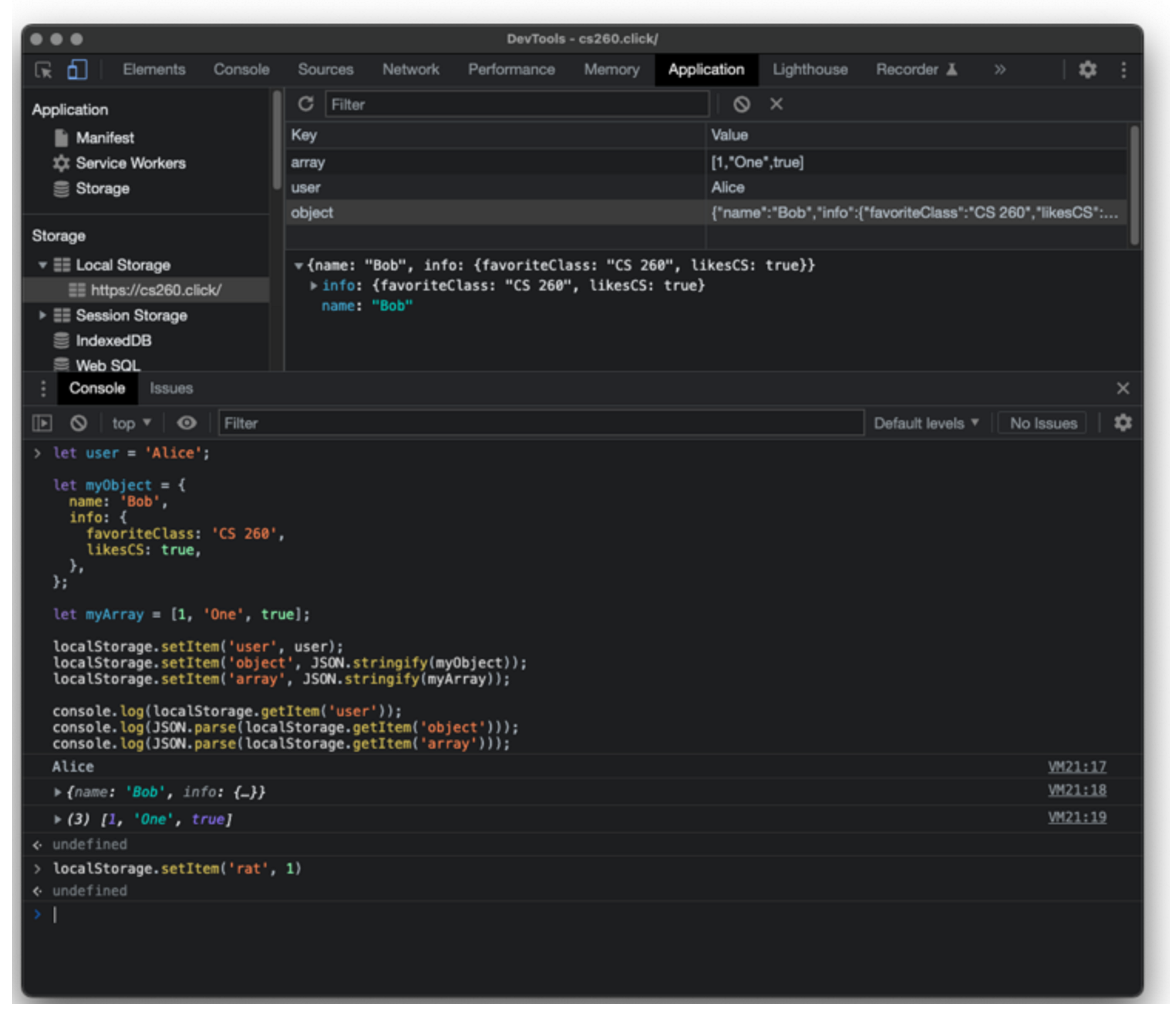 DevTools - cs260.click/
Elements Console Sources Network Performance Memory Application Lighthouse Recorder »
Application
Manifest
Service Workers
Storage
Storage
Local Storage
https://cs260.click/
Session Storage
IndexedDB
Web SQL
Filter
Key Value
array [1,"One",true]
user Alice
object {"name":"Bob","info":{"favoriteClass":"CS 260","likesCS":...
{name: "Bob", info: {favoriteClass: "CS 260", likesCS: true}}
info: {favoriteClass: "CS 260", likesCS: true}
name: "Bob"
Console Issues
top Filter Default levels No Issues
> let user = 'Alice';
let myObject = {
name: 'Bob',
info: {
favoriteClass: 'CS 260',
likesCS: true,
},
};
let myArray = [1, 'One', true];
localStorage.setItem('user', user);
localStorage.setItem('object', JSON.stringify(myObject));
localStorage.setItem('array', JSON.stringify(myArray));
console.log(localStorage.getItem('user'));
console.log(JSON.parse(localStorage.getItem('object')));
console.log(JSON.parse(localStorage.getItem('array')));
Alice VM21:17
{name: 'Bob', info: {…}} VM21:18
(3) [1, 'One', true] VM21:19
undefined
> localStorage.setItem('rat', 1)
undefined
>